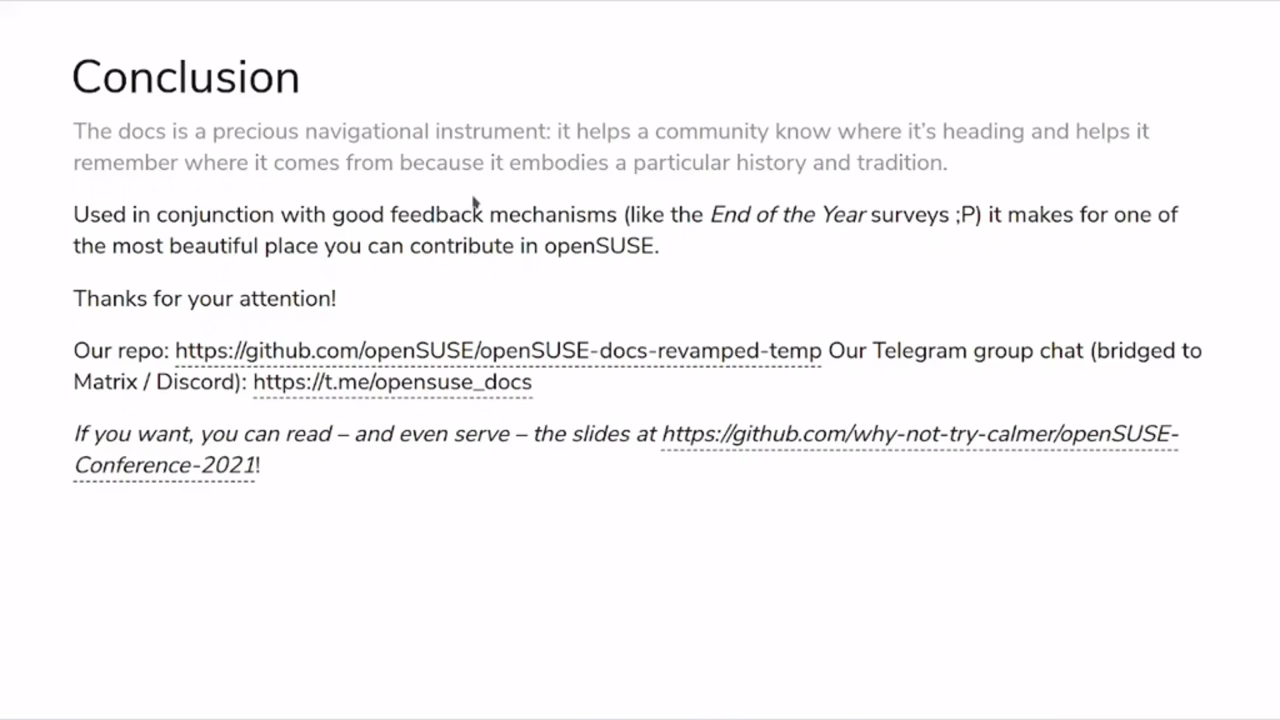 Conclusion
The docs is a precious navigational instrument: it helps a community know where it's heading and helps it
remember where it comes from because it embodies a particular history and tradition.
Used in conjunction with good feedback mechanisms (like the End of the Year surveys ;P) it makes for one of
the most beautiful place you can contribute in openSUSE.
Thanks for your attention!
Our repo: https://github.com/openSUSE/openSUSE-docs-revamped-temp Our Telegram group chat (bridged to
Matrix / Discord): https://t.me/opensuse_docs
If you want, you can read – and even serve – the slides at https://github.com/why-not-try-calmer/openSUSE-
Conference-2021!